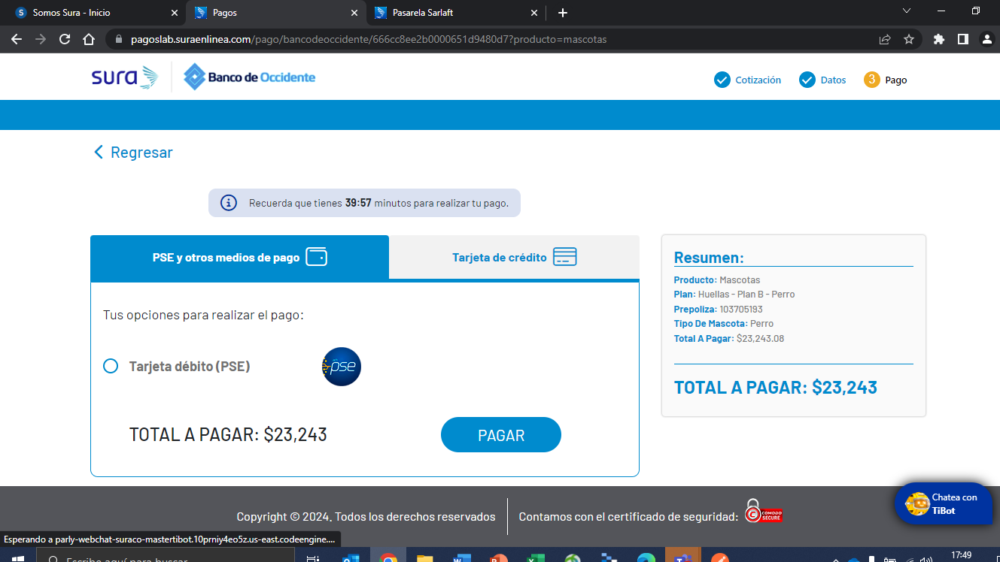 S Somos Sura - Inicio
Pagos
Pasarela Sarlaft
pagoslab.suraenlinea.com/pago/bancodeoccidente/666cc8ee2b0000651d9480d7?producto=mascotas
sura
Banco de Occidente
Cotización
Datos
3 Pago
Regresar
Recuerda que tienes 39:57 minutos para realizar tu pago.
PSE y otros medios de pago
Tarjeta de crédito
Tus opciones para realizar el pago:
Tarjeta débito (PSE)
pse
TOTAL A PAGAR: $23,243
PAGAR
Resumen:
Producto: Mascotas
Plan: Huellas - Plan B - Perro
Prepoliza: 103705193
Tipo De Mascota: Perro
Total A Pagar: $23,243.08
TOTAL A PAGAR: $23,243
Copyright © 2024. Todos los derechos reservados
Contamos con el certificado de seguridad:
C COMODO SECURE
Chatea con
TiBot
Esperando a parly-webchat-suraco-mastertibot.10prniy4eo5z.us-east.codeengine....
Escribe aquí para buscar
17:49